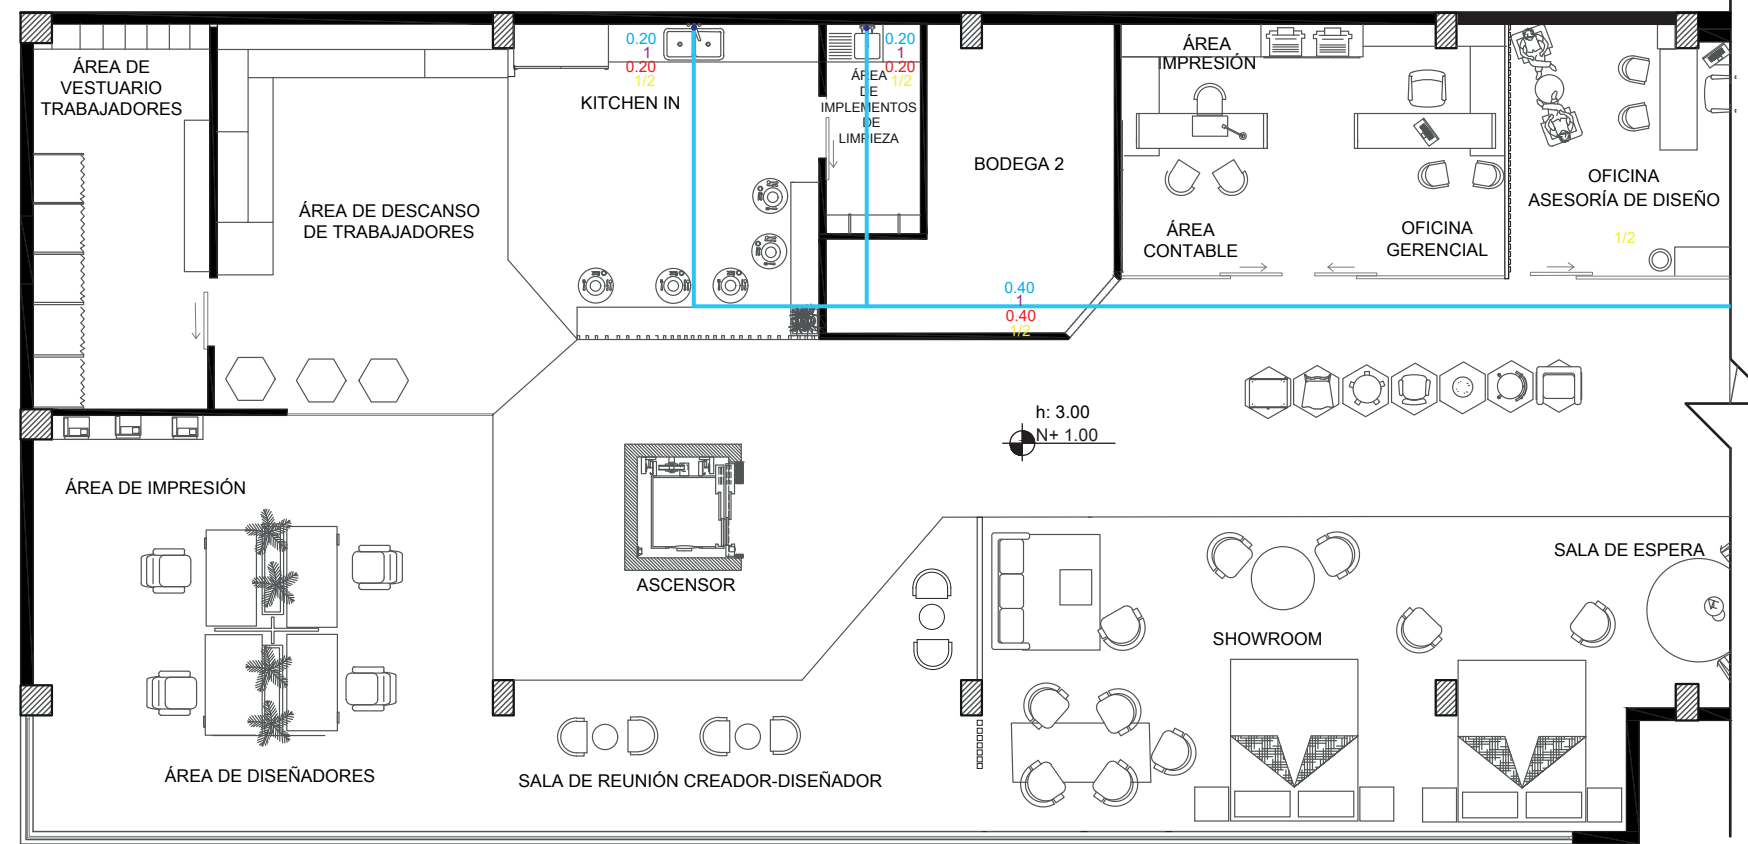 ÁREA DE
VESTUARIO
TRABAJADORES
ÁREA DE DESCANSO
DE TRABAJADORES
KITCHEN IN
0.20
1
0.20
1/2
0.20
1
0.20
1/2
ÁREA
DE
IMPLEMENTOS
DE
LIMPIEZA
BODEGA 2
ÁREA
IMPRESIÓN
ÁREA
CONTABLE
OFICINA
GERENCIAL
OFICINA
ASESORÍA DE DISEÑO
1/2
0.40
1
0.40
1/2
h: 3.00
N+ 1.00
ÁREA DE IMPRESIÓN
ASCENSOR
SALA DE ESPERA
SHOWROOM
ÁREA DE DISEÑADORES
SALA DE REUNIÓN CREADOR-DISEÑADOR